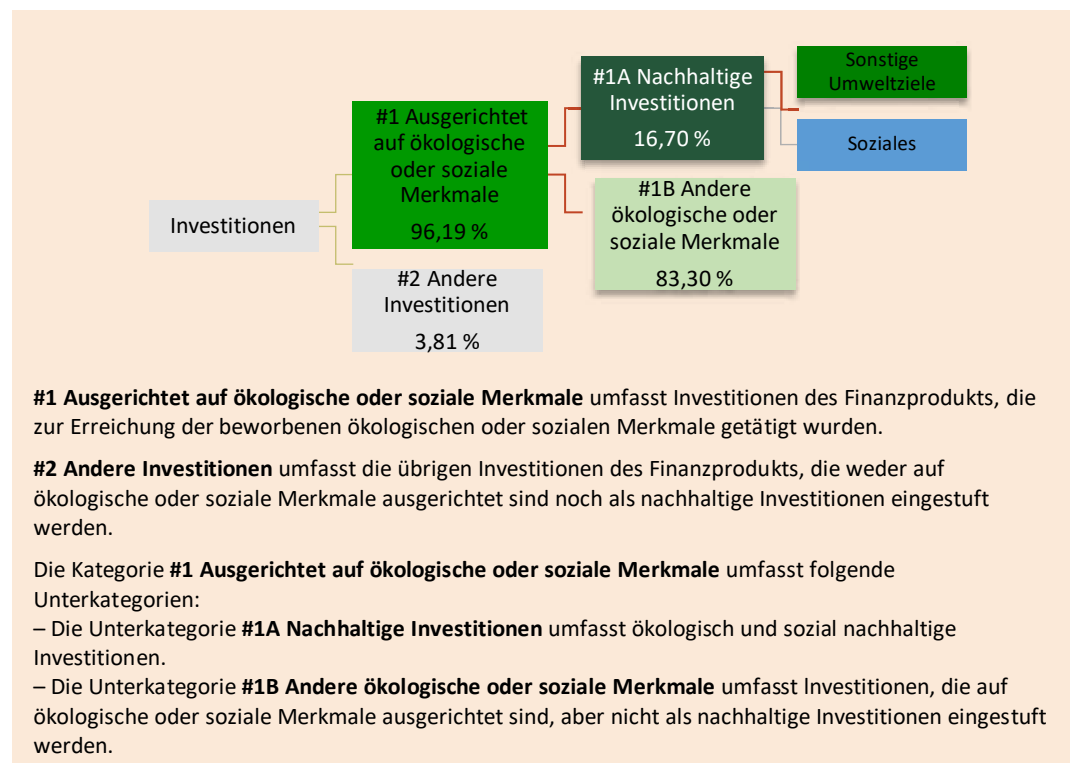 Investitionen
#1 Ausgerichtet
auf ökologische
oder soziale
Merkmale
96,19 %
#2 Andere
Investitionen
3,81 %
#1A Nachhaltige
Investitionen
16,70 %
#1B Andere
ökologische oder
soziale Merkmale
83,30 %
Sonstige
Umweltziele
Soziales
#1 Ausgerichtet auf ökologische oder soziale Merkmale umfasst Investitionen des Finanzprodukts, die
zur Erreichung der beworbenen ökologischen oder sozialen Merkmale getätigt wurden.
#2 Andere Investitionen umfasst die übrigen Investitionen des Finanzprodukts, die weder auf
ökologische oder soziale Merkmale ausgerichtet sind noch als nachhaltige Investitionen eingestuft
werden.
Die Kategorie #1 Ausgerichtet auf ökologische oder soziale Merkmale umfasst folgende
Unterkategorien:
– Die Unterkategorie #1A Nachhaltige Investitionen umfasst ökologisch und sozial nachhaltige
Investitionen.
– Die Unterkategorie #1B Andere ökologische oder soziale Merkmale umfasst Investitionen, die auf
ökologische oder soziale Merkmale ausgerichtet sind, aber nicht als nachhaltige Investitionen eingestuft
werden.